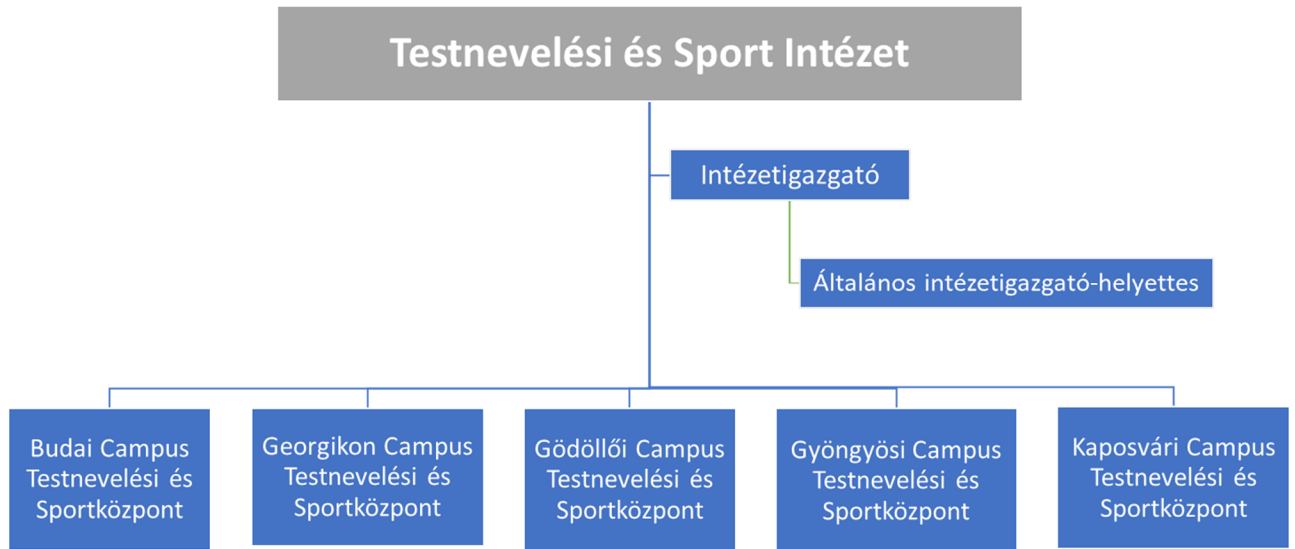 Testnevelési és Sport Intézet
Intézetigazgató
Általános intézetigazgató-helyettes
Budai Campus
Testnevelési és
Sportközpont
Georgikon Campus
Testnevelési és
Sportközpont
Gödöllői Campus
Testnevelési és
Sportközpont
Gyöngyösi Campus
Testnevelési és
Sportközpont
Kaposvári Campus
Testnevelési és
Sportközpont